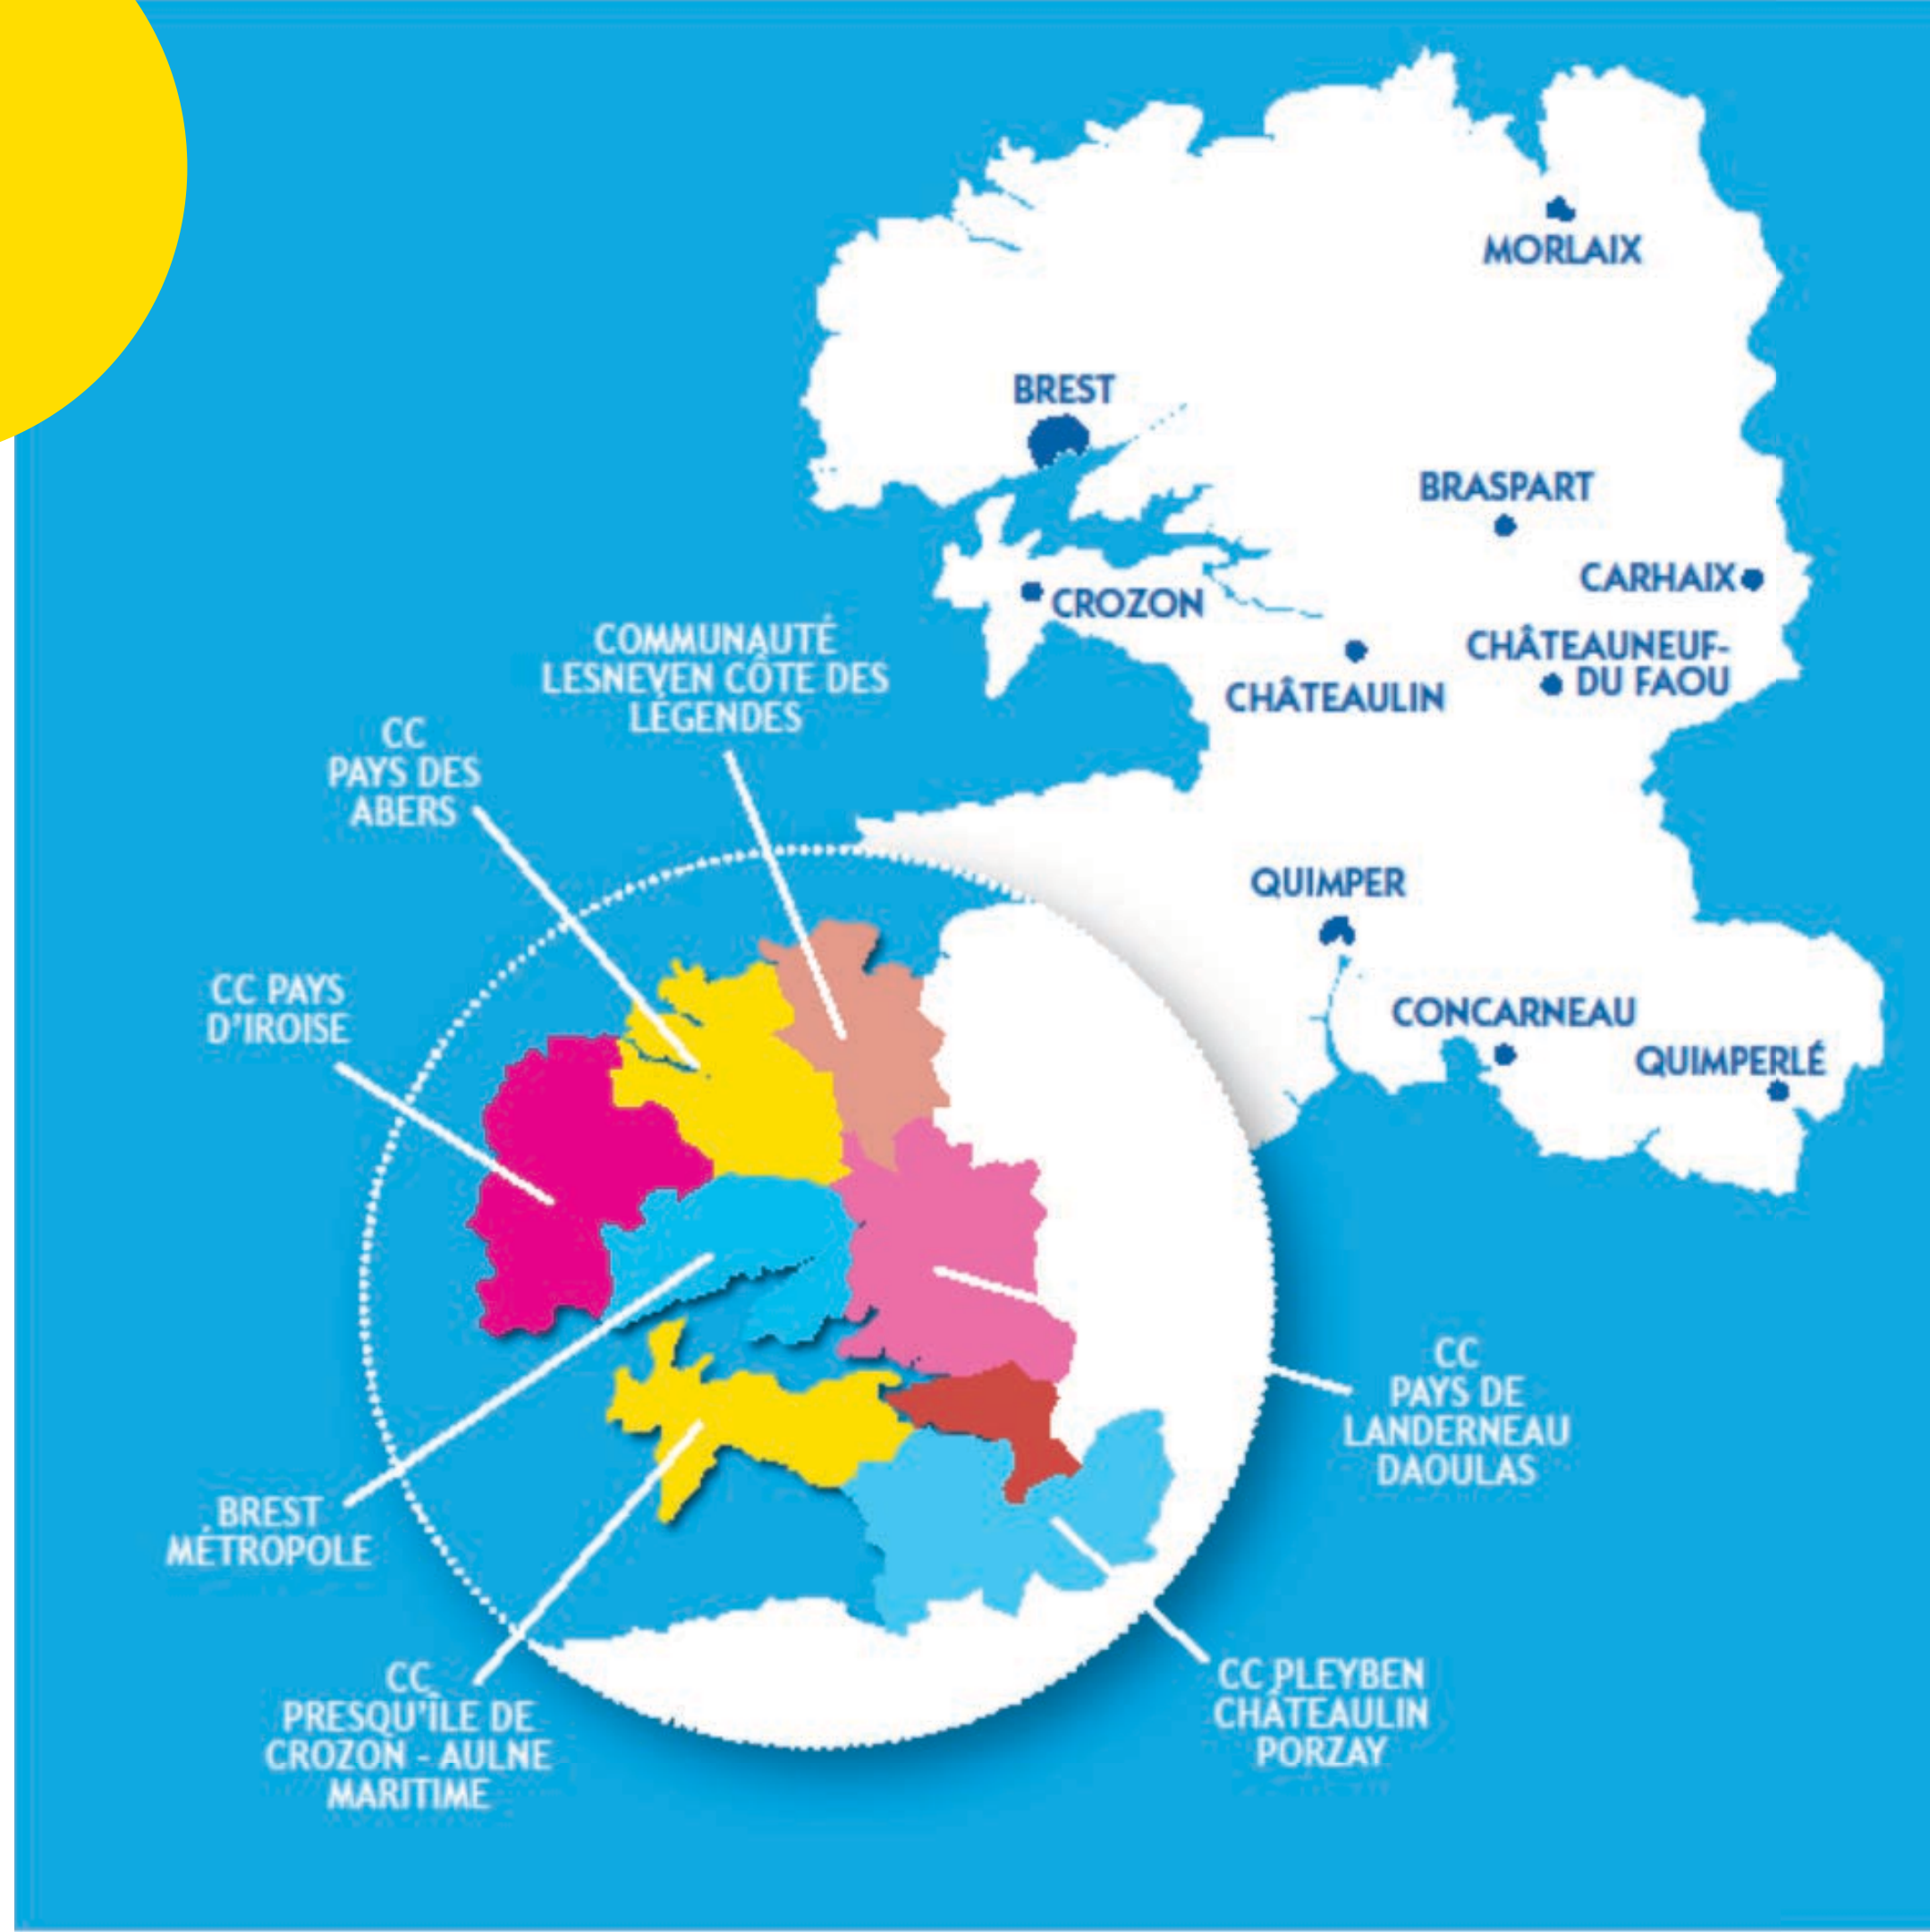 MORLAIX
BREST
BRASPART
CARHAIX
CROZON
CHÂTEAUNEUF-
DU FAOU
CHÂTEAULIN
COMMUNAUTÉ
LESNEVEN CÔTE DES
LÉGENDES
CC
PAYS DES
ABERS
QUIMPER
CC PAYS
D'IROISE
CONCARNEAU
QUIMPERLÉ
CC
PAYS DE
LANDERNEAU
DAOULAS
BREST
MÉTROPOLE
CC
PRESQU'ÎLE DE
CROZON - AULNE
MARITIME
CC PLEYBEN
CHÂTEAULIN
PORZAY